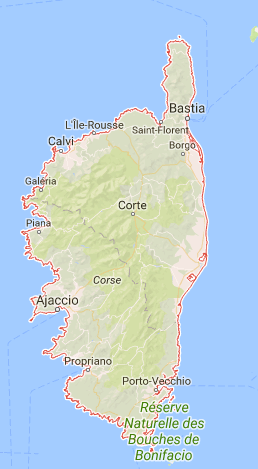 Bastia
L'Île-Rousse
Saint-Florent
Calvi
Borgo
Galéria
Corte
Piana
Corse
Ajaccio
Propriano
Porto-Vecchio
Réserve
Naturelle des
Bouches de
Bonifacio